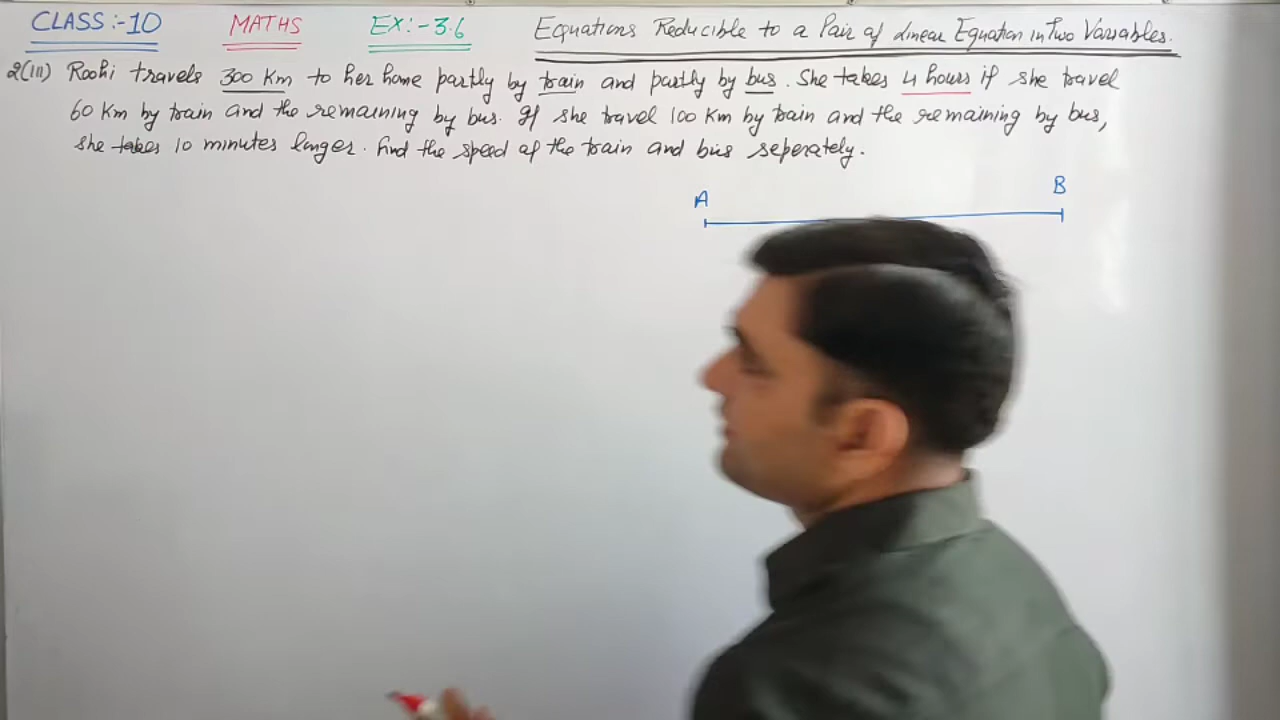 CLASS:-10 MATHS EX:-3.6 Equations Reducible to a Pair of Linear Equation in Two Variables.
2(iii) Roohi travels 300 Km to her home partly by train and partly by bus. She takes 4 hours if she travel
60 Km by train and the remaining by bus. If she travel 100 Km by train and the remaining by bus,
she takes 10 minutes longer. Find the speed of the train and bus seperately.
A B